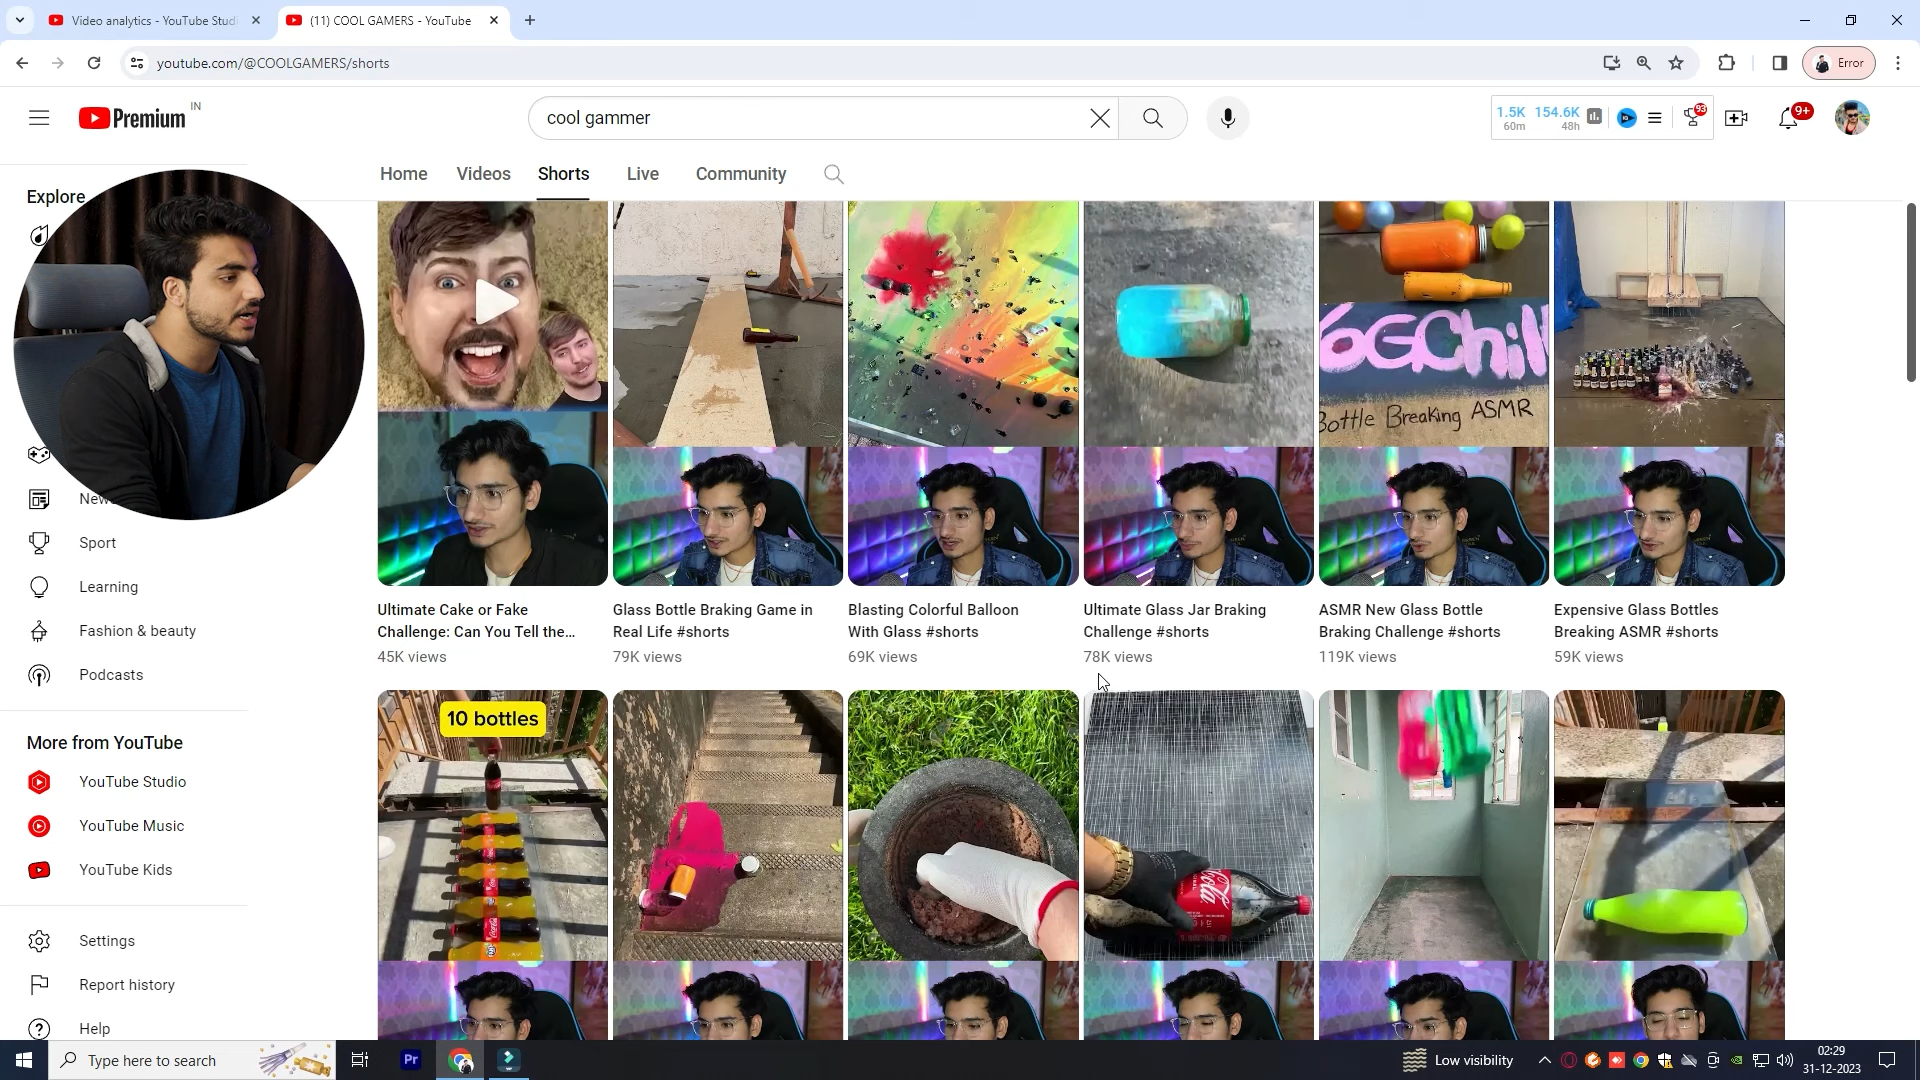 Video analytics - YouTube Studi
(11) COOL GAMERS - YouTube
youtube.com/@COOLGAMERS/shorts
Error
Premium
IN
cool gammer
1.5K
60m
154.6K
48h
93
9+
Home
Videos
Shorts
Live
Community
Explore
New
Sport
Learning
Fashion & beauty
Podcasts
More from YouTube
YouTube Studio
YouTube Music
YouTube Kids
Settings
Report history
Help
YOGChill
Bottle Breaking ASMR
Ultimate Cake or Fake
Challenge: Can You Tell the...
45K views
Glass Bottle Braking Game in
Real Life #shorts
79K views
Blasting Colorful Balloon
With Glass #shorts
69K views
Ultimate Glass Jar Braking
Challenge #shorts
78K views
ASMR New Glass Bottle
Braking Challenge #shorts
119K views
Expensive Glass Bottles
Breaking ASMR #shorts
59K views
10 bottles
Type here to search
Pr
Low visibility
02:29
31-12-2023